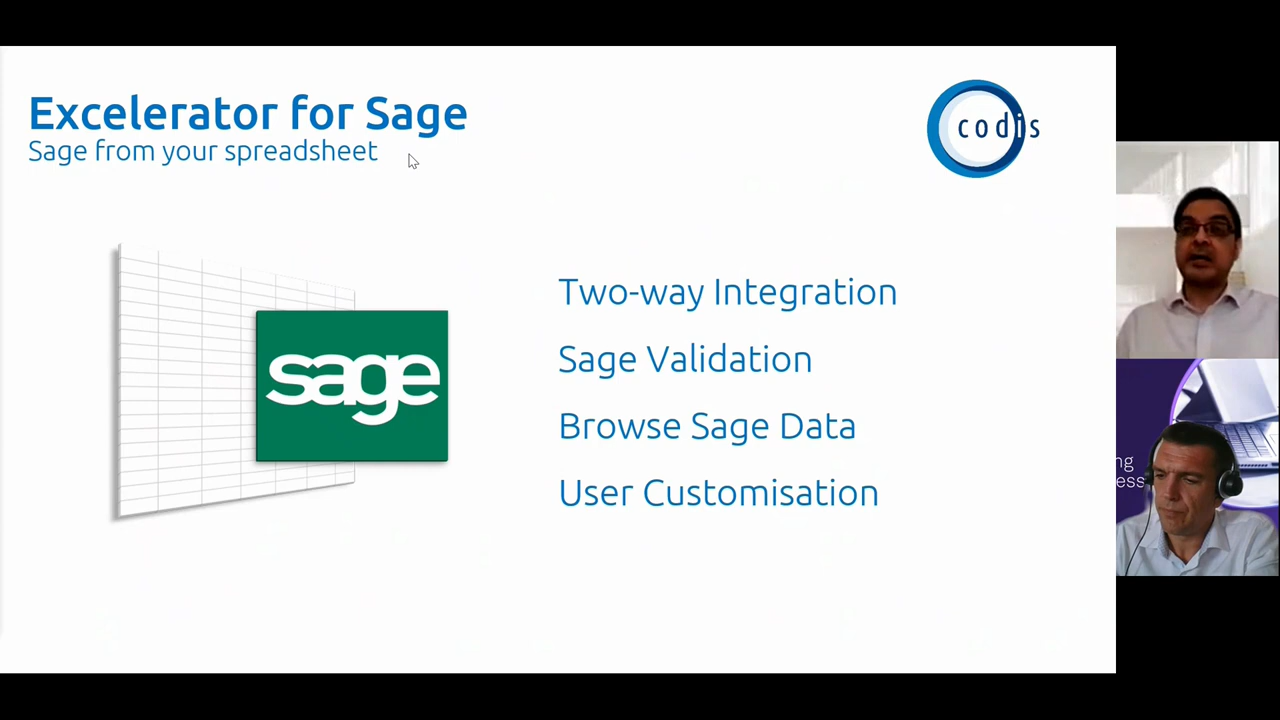 Excelerator for Sage
Sage from your spreadsheet
codis
sage
Two-way Integration
Sage Validation
Browse Sage Data
User Customisation